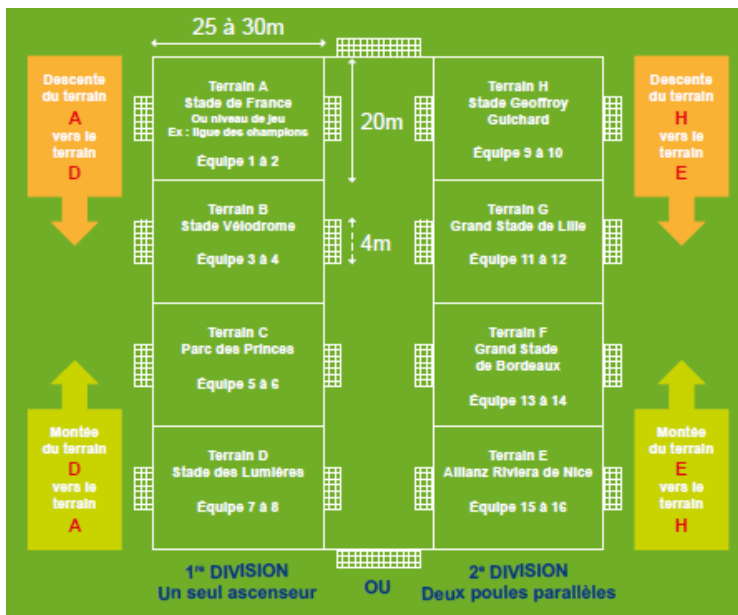 25 à 30m
Descente
du terrain
A
vers le
terrain
D
Terrain A
Stade de France
Ou niveau de jeu
Ex : ligue des champions
Équipe 1 à 2
20m
Terrain H
Stade Geoffroy
Guichard
Équipe 9 à 10
Descente
du terrain
H
vers le
terrain
E
Terrain B
Stade Vélodrome
Équipe 3 à 4
4m
Terrain G
Grand Stade de Lille
Équipe 11 à 12
Terrain C
Parc des Princes
Équipe 5 à 6
Terrain F
Grand Stade
de Bordeaux
Équipe 13 à 14
Montée
du terrain
D
vers le
terrain
A
Terrain D
Stade des Lumières
Équipe 7 à 8
Terrain E
Allianz Riviera de Nice
Équipe 15 à 16
Montée
du terrain
E
vers le
terrain
H
1re DIVISION
Un seul ascenseur
OU
2e DIVISION
Deux poules parallèles